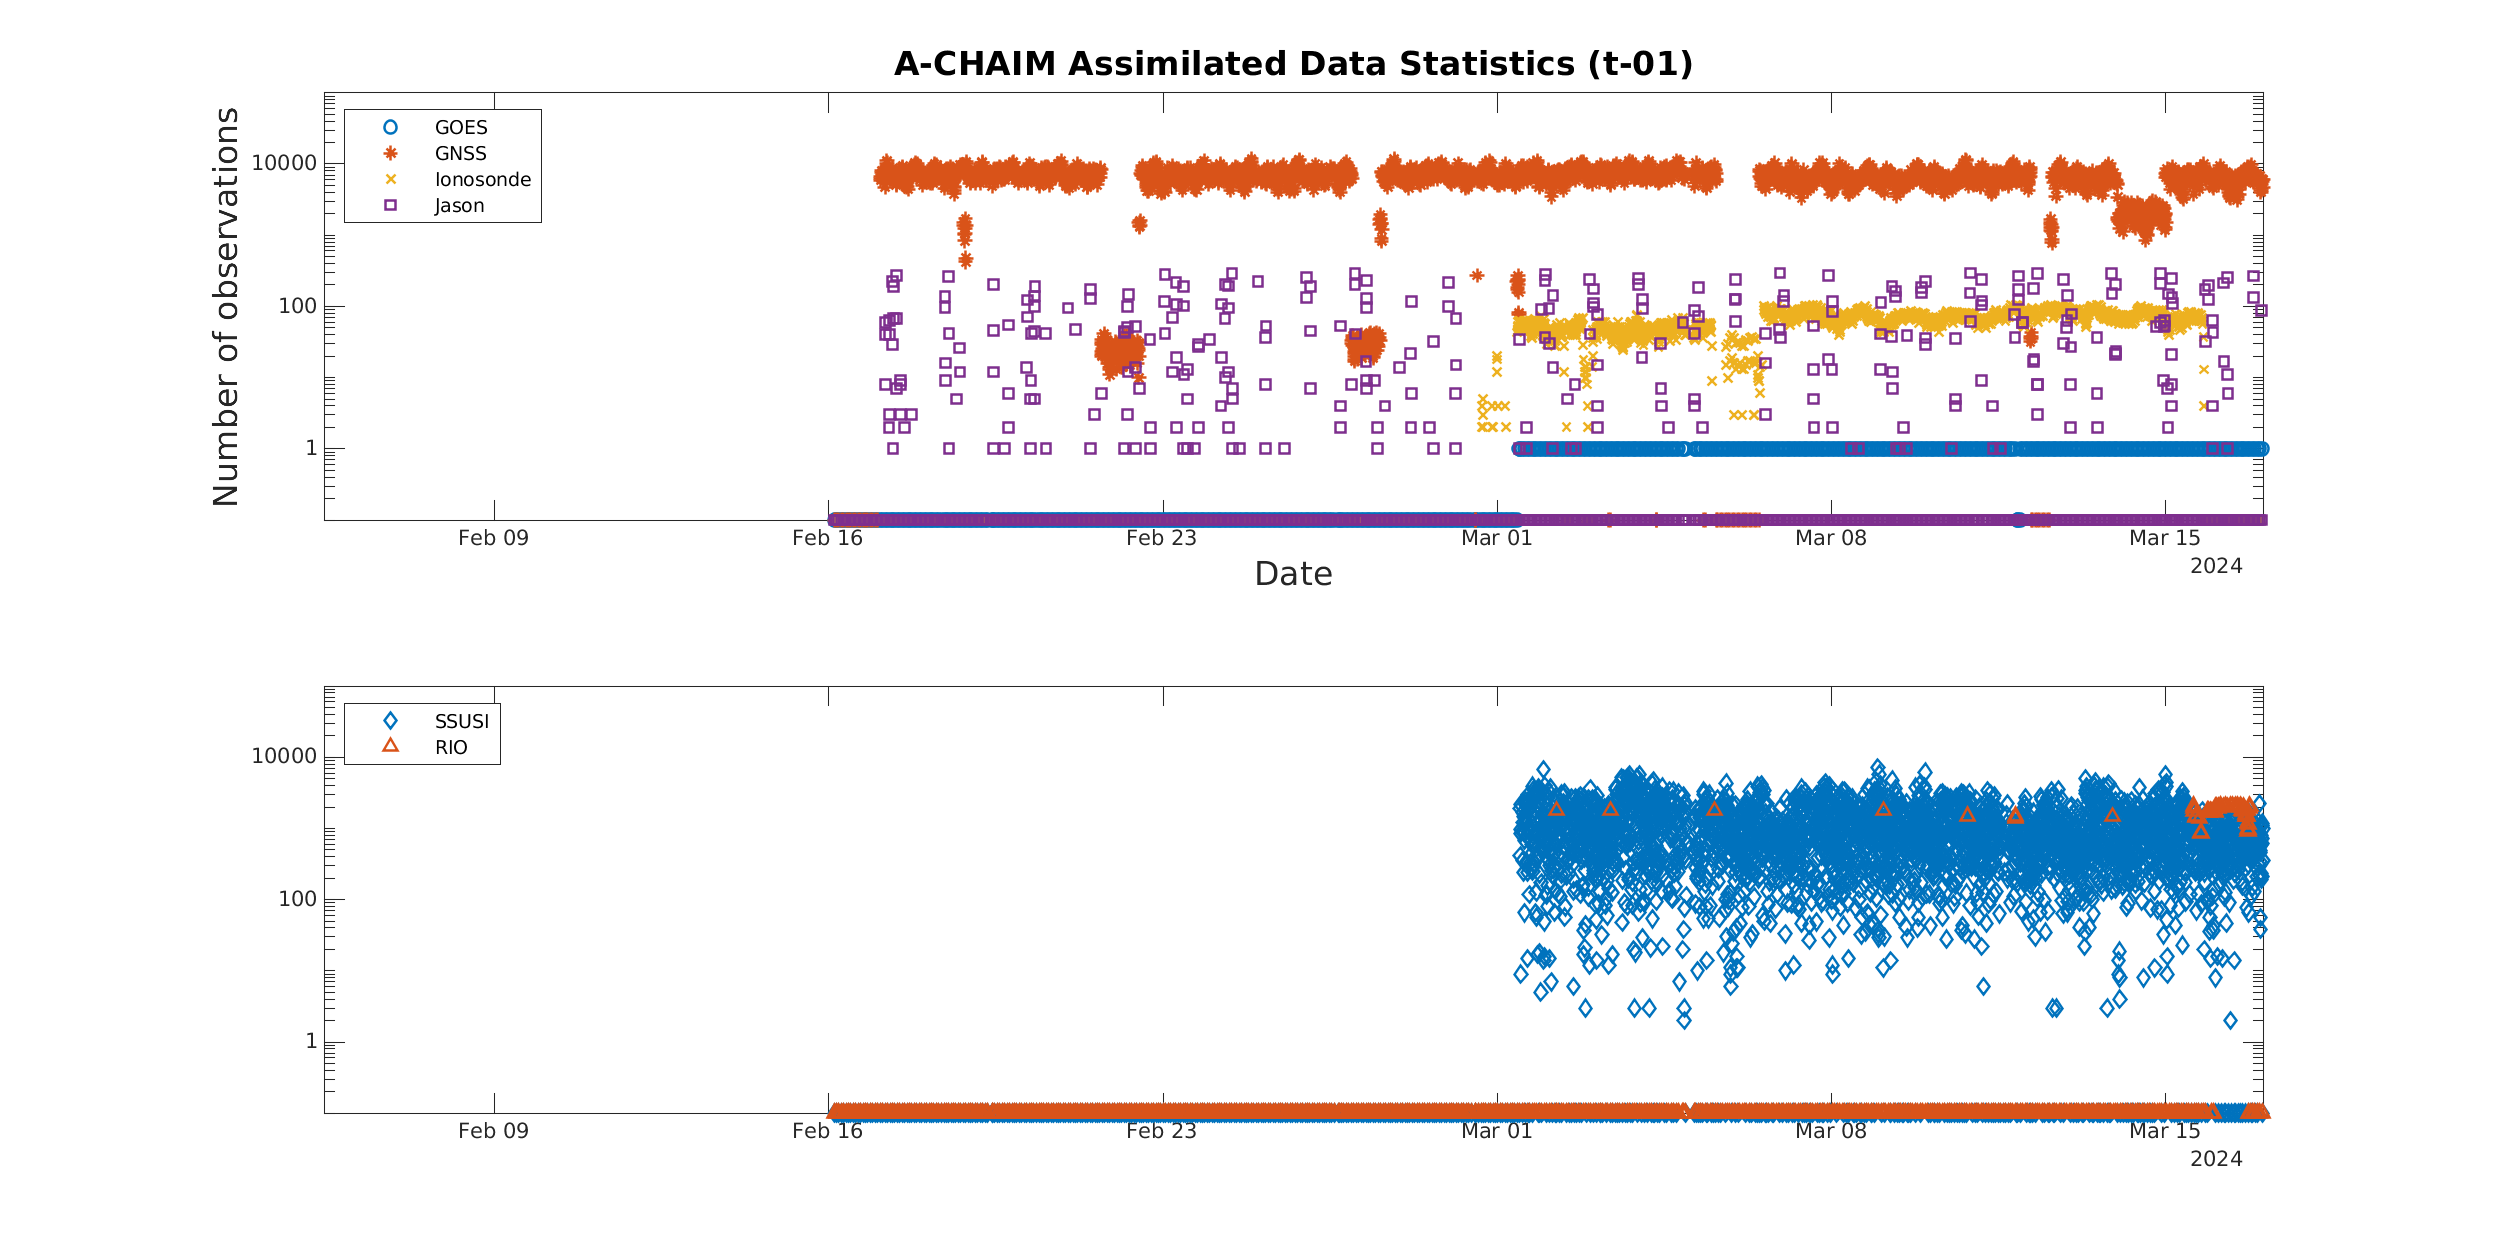 A-CHAIM Assimilated Data Statistics (t-01)
Number of observations
10000
100
1
GOES
GNSS
Ionosonde
Jason
Feb 09 Feb 16 Feb 23 Mar 01 Mar 08 Mar 15
2024
Date
10000
100
1
SSUSI
RIO
Feb 09 Feb 16 Feb 23 Mar 01 Mar 08 Mar 15
2024